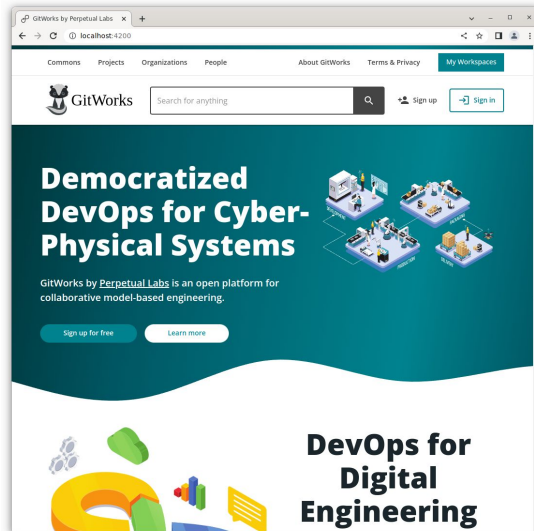 GitWorks by Perpetual Labs
localhost:4200
Commons Projects Organizations People About GitWorks Terms & Privacy My Workspaces
GitWorks Search for anything Sign up Sign in
Democratized
DevOps for Cyber-
Physical Systems
GitWorks by Perpetual Labs is an open platform for
collaborative model-based engineering.
Sign up for free Learn more
PRODUCTION
DevOps for
Digital
Engineering